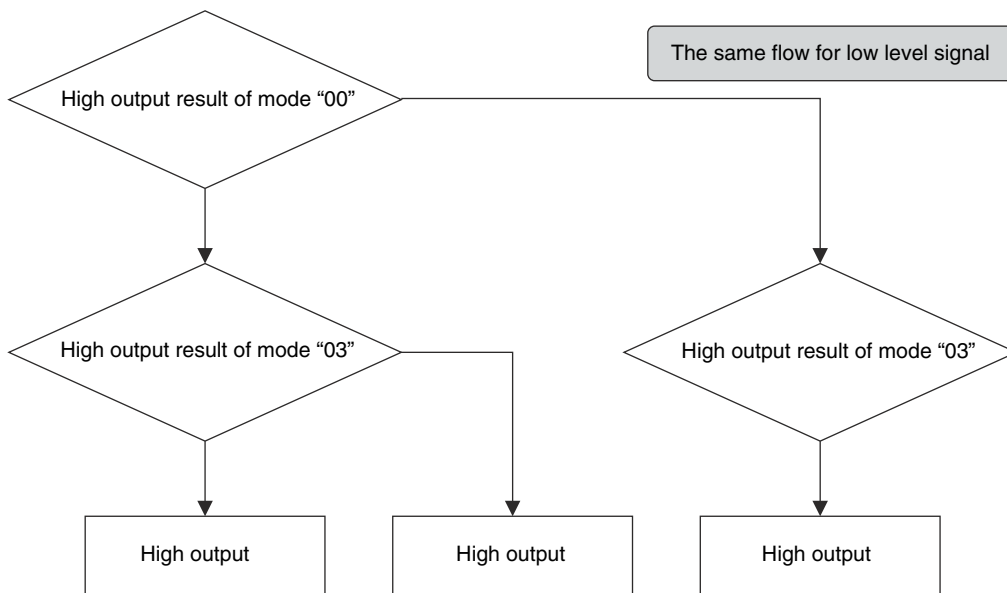 The same flow for low level signal
High output result of mode “00”
High output result of mode “03”
High output result of mode “03”
High output
High output
High output